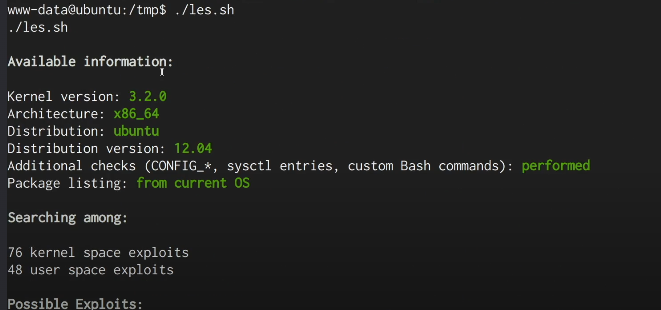 www-data@ubuntu:/tmp$ ./les.sh
./les.sh
Available information:
Kernel version: 3.2.0
Architecture: x86_64
Distribution: ubuntu
Distribution version: 12.04
Additional checks (CONFIG_*, sysctl entries, custom Bash commands): performed
Package listing: from current OS
Searching among:
76 kernel space exploits
48 user space exploits
Possible Exploits: